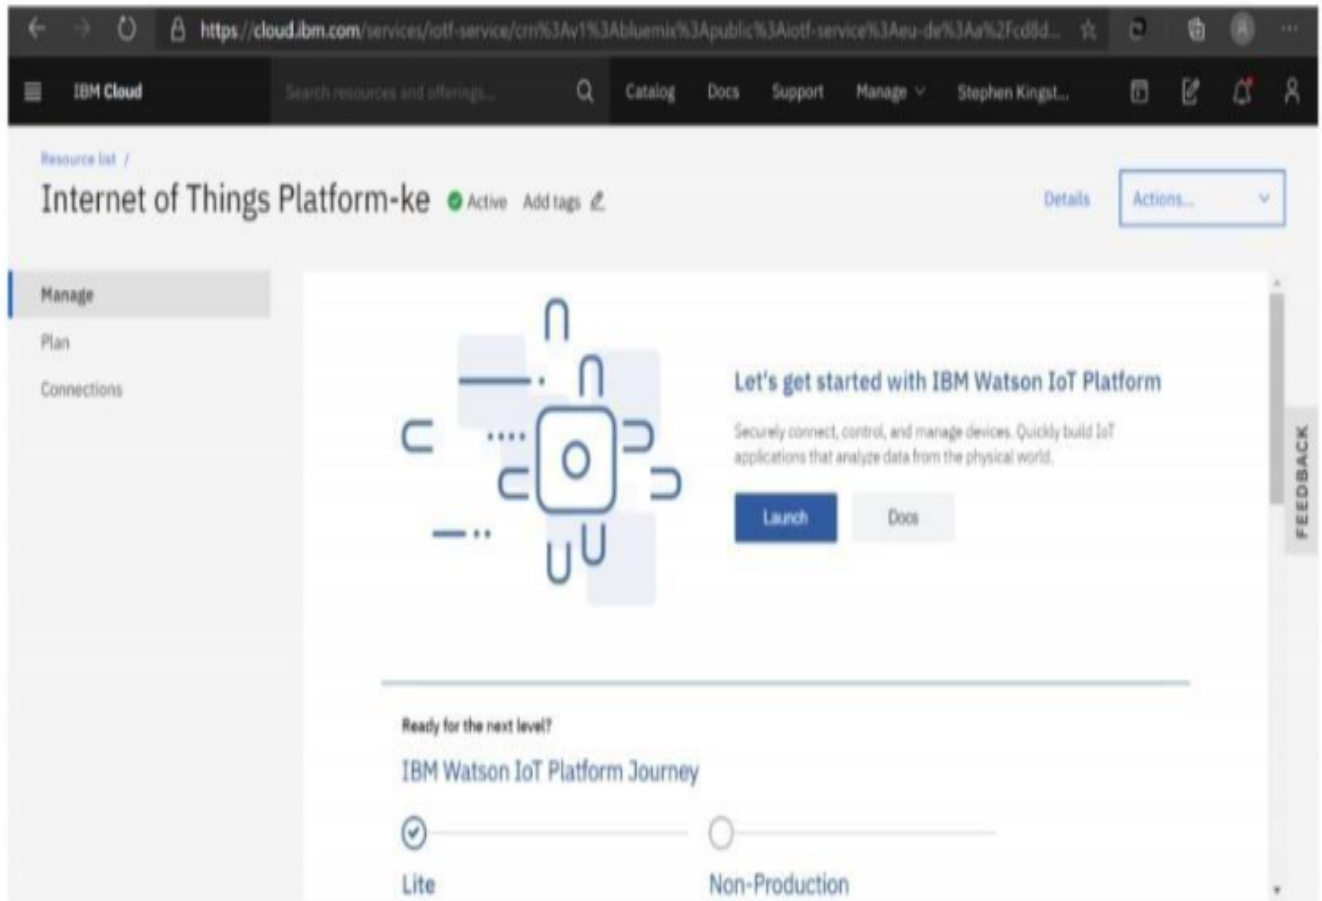 https://cloud.ibm.com/services/iotf-service/crn%3Av1%3Abluemix%3Apublic%3Aiotf-service%3Aeu-de%3Aa%2Fcd8d...
IBM Cloud
Search resources and offerings...
Catalog
Docs
Support
Manage
Stephen Kingst...
Resource list /
Internet of Things Platform-ke
Active
Add tags
Details
Actions...
Manage
Plan
Connections
Let's get started with IBM Watson IoT Platform
Securely connect, control, and manage devices. Quickly build IoT
applications that analyze data from the physical world.
Launch
Docs
FEEDBACK
Ready for the next level?
IBM Watson IoT Platform Journey
Lite
Non-Production